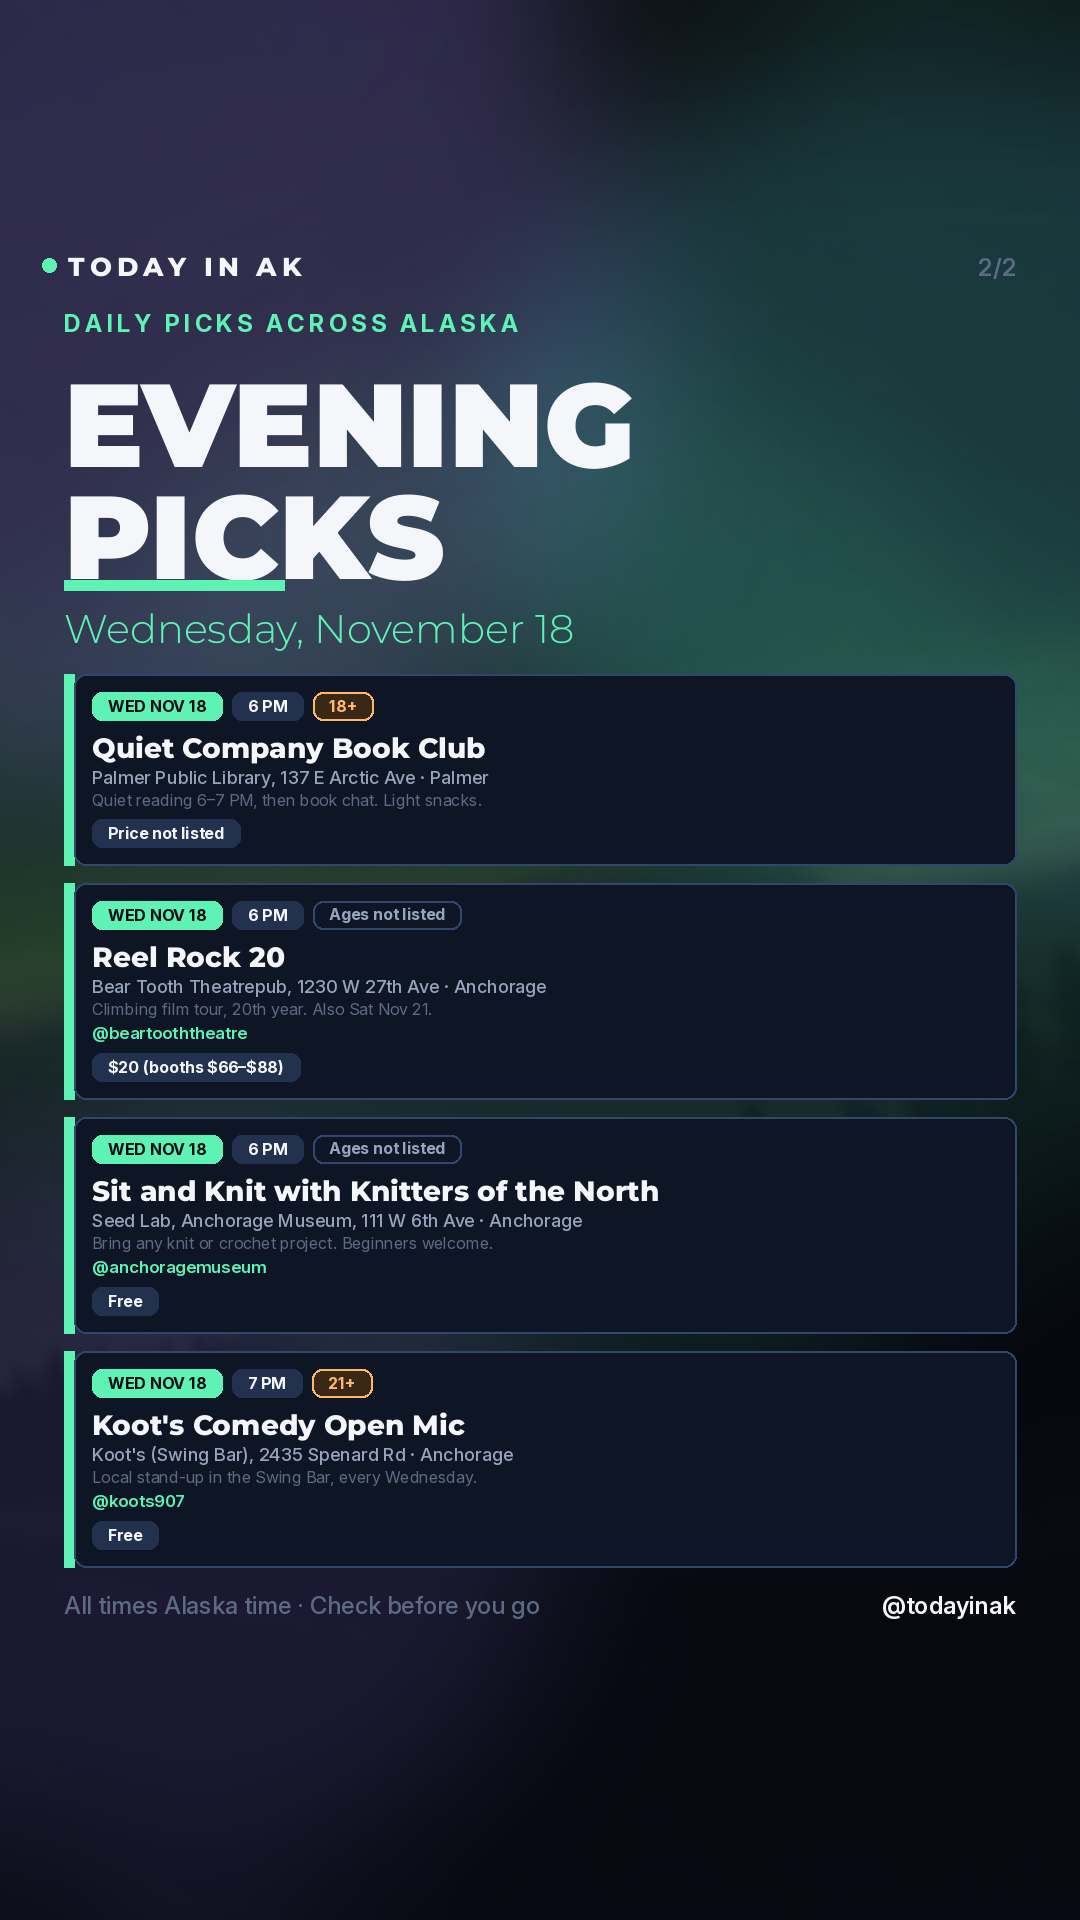 TODAY IN AK
2/2
DAILY PICKS ACROSS ALASKA
EVENING
PICKS
Wednesday, November 18
WED NOV 18 6 PM 18+
Quiet Company Book Club
Palmer Public Library, 137 E Arctic Ave · Palmer
Quiet reading 6–7 PM, then book chat. Light snacks.
Price not listed
WED NOV 18 6 PM Ages not listed
Reel Rock 20
Bear Tooth Theatrepub, 1230 W 27th Ave · Anchorage
Climbing film tour, 20th year. Also Sat Nov 21.
@beartooththeatre
$20 (booths $66–$88)
WED NOV 18 6 PM Ages not listed
Sit and Knit with Knitters of the North
Seed Lab, Anchorage Museum, 111 W 6th Ave · Anchorage
Bring any knit or crochet project. Beginners welcome.
@anchoragemuseum
Free
WED NOV 18 7 PM 21+
Koot's Comedy Open Mic
Koot's (Swing Bar), 2435 Spenard Rd · Anchorage
Local stand-up in the Swing Bar, every Wednesday.
@koots907
Free
All times Alaska time · Check before you go
@todayinak